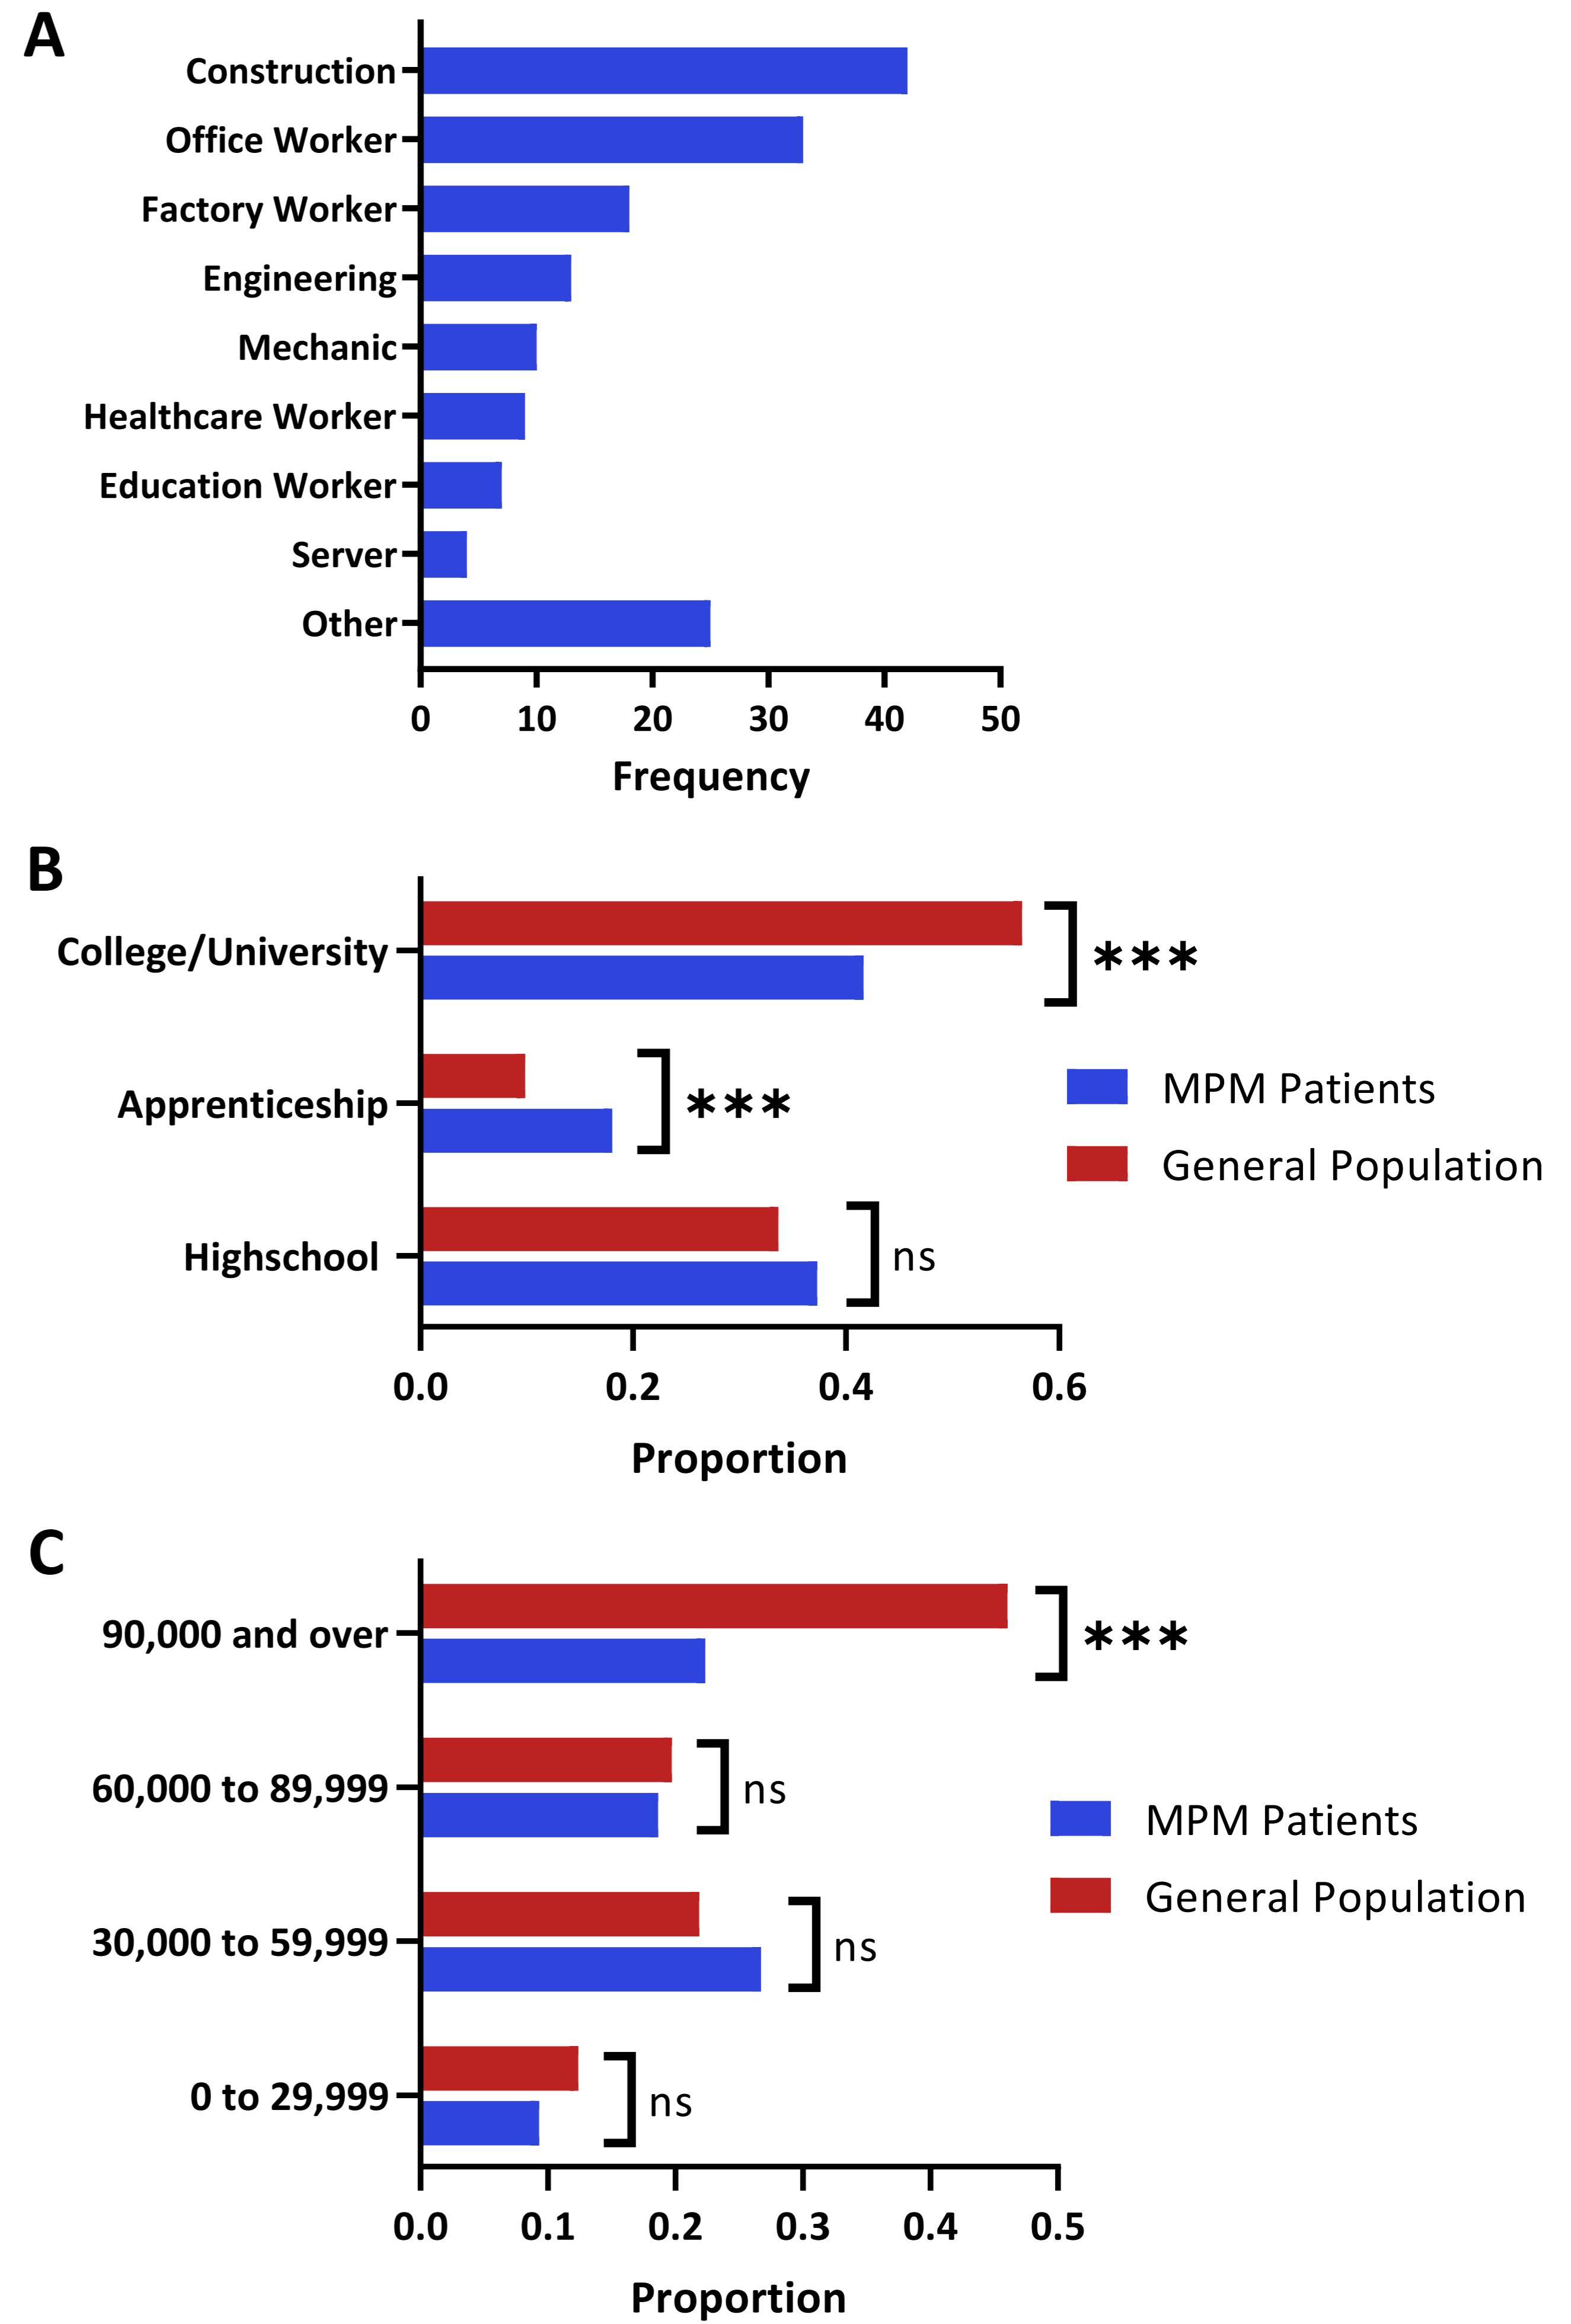 A
Construction
Office Worker
Factory Worker
Engineering
Mechanic
Healthcare Worker
Education Worker
Server
Other
0 10 20 30 40 50
Frequency
B
College/University
***
Apprenticeship
***
MPM Patients
General Population
Highschool
ns
0.0 0.2 0.4 0.6
Proportion
C
90,000 and over
***
60,000 to 89,999
ns
MPM Patients
General Population
30,000 to 59,999
ns
0 to 29,999
ns
0.0 0.1 0.2 0.3 0.4 0.5
Proportion